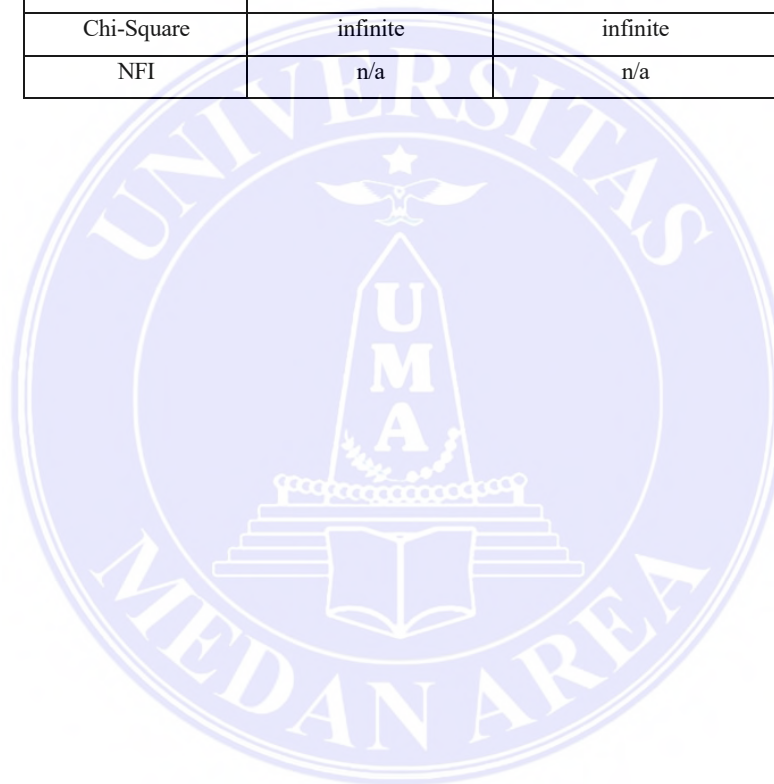 Chi-Square infinite infinite
NFI n/a n/a
UNIVERSITAS
U
M
A
MEDAN AREA